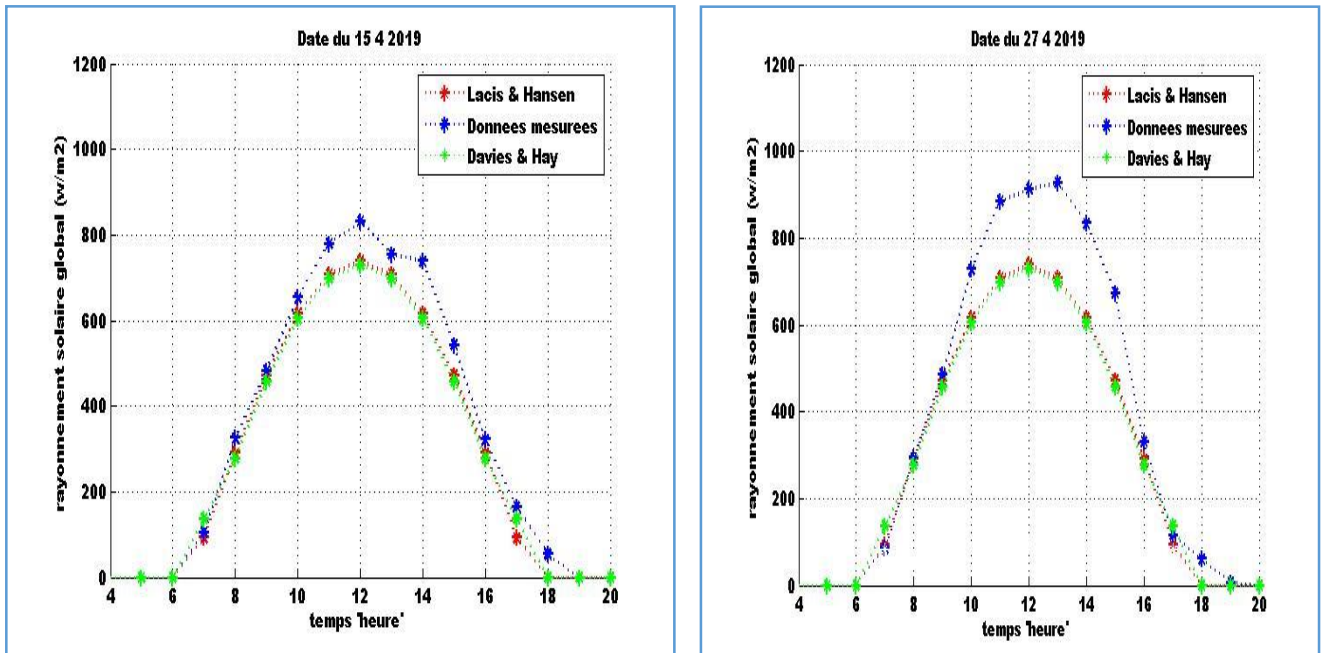 Date du 15 4 2019
1200
1000
800
600
400
200
0
4 6 8 10 12 14 16 18 20
rayonnement solaire global (w/m2)
temps 'heure'
Lacis & Hansen
Donnees mesurees
Davies & Hay
Date du 27 4 2019
1200
1000
800
600
400
200
0
4 6 8 10 12 14 16 18 20
rayonnement solaire global (w/m2)
temps 'heure'
Lacis & Hansen
Donnees mesurees
Davies & Hay